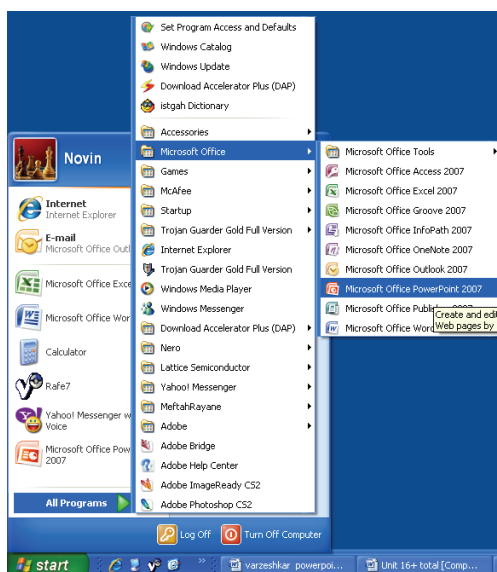 Set Program Access and Defaults
Windows Catalog
Windows Update
Download Accelerator Plus (DAP)
istgah Dictionary
Accessories
Microsoft Office
Games
McAfee
Startup
Trojan Guarder Gold Full Version
Internet Explorer
Trojan Guarder Gold Full Version
Windows Media Player
Windows Messenger
Download Accelerator Plus (DAP)
Nero
Lattice Semiconductor
Yahoo! Messenger
MeftahRayane
Adobe
Adobe Bridge
Adobe Help Center
Adobe ImageReady CS2
Adobe Photoshop CS2
Microsoft Office Tools
Microsoft Office Access 2007
Microsoft Office Excel 2007
Microsoft Office Groove 2007
Microsoft Office InfoPath 2007
Microsoft Office OneNote 2007
Microsoft Office Outlook 2007
Microsoft Office PowerPoint 2007
Microsoft Office Publisher 2007
Microsoft Office Word
Create and edit
Web pages by
Novin
Internet
Internet Explorer
E-mail
Microsoft Office Outl
Microsoft Office Exce
Microsoft Office Wor
Calculator
Rafe7
Yahoo! Messenger w
Voice
Microsoft Office Pow
2007
All Programs
Log Off
Turn Off Computer
start
varzeshkar powerpoi...
Unit 16+ total [Comp...